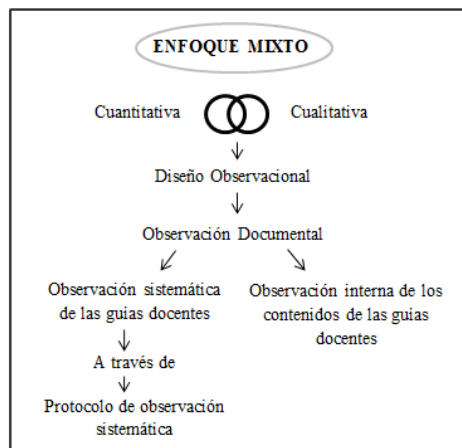 ENFOQUE MIXTO
Cuantitativa
Cualitativa
Diseño Observacional
Observación Documental
Observación sistemática
de las guías docentes
Observación interna de los
contenidos de las guías
docentes
A través de
Protocolo de observación
sistemática